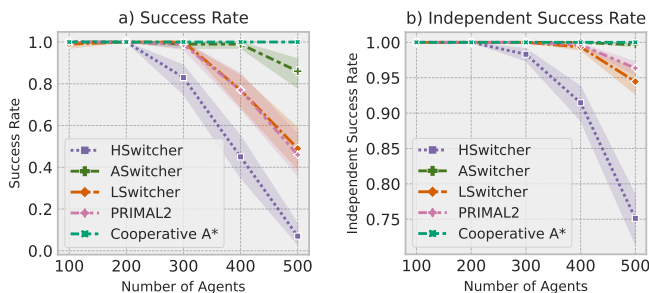 a) Success Rate
Success Rate
1.0
0.8
0.6
0.4
0.2
0.0
HSwitcher
ASwitcher
LSwitcher
PRIMAL2
Cooperative A*
100 200 300 400 500
Number of Agents
b) Independent Success Rate
Independent Success Rate
1.00
0.95
0.90
0.85
0.80
0.75
HSwitcher
ASwitcher
LSwitcher
PRIMAL2
Cooperative A*
100 200 300 400 500
Number of Agents